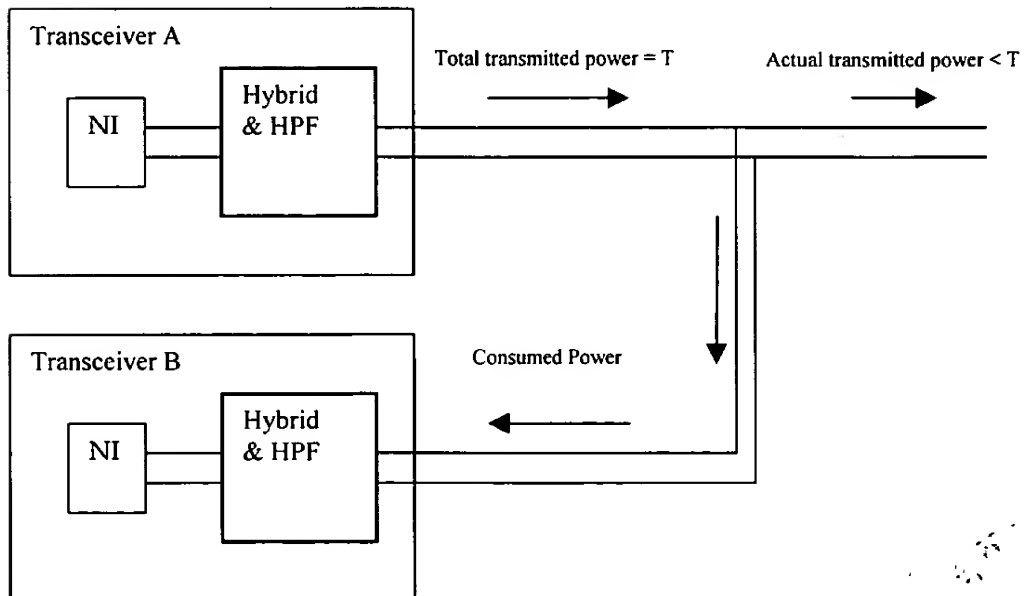 Transceiver A
NI
Hybrid
& HPF
Total transmitted power = T
Actual transmitted power < T
Transceiver B
NI
Hybrid
& HPF
Consumed Power